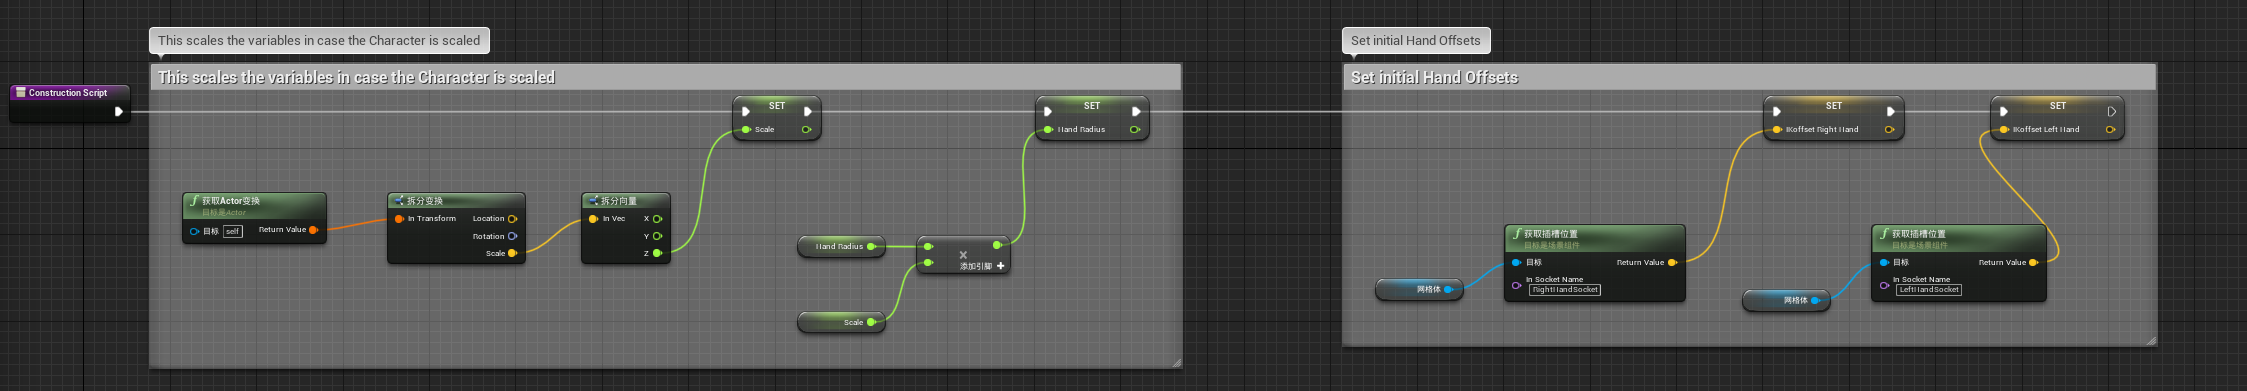 This scales the variables in case the Character is scaled
This scales the variables in case the Character is scaled
Construction Script
SET
Scale
SET
Hand Radius
获取Actor变换
目标是Actor
目标
self
Return Value
拆分变换
In Transform
Location
Rotation
Scale
拆分向量
In Vec
X
Y
Z
Hand Radius
添加引脚
Scale
Set initial Hand Offsets
Set initial Hand Offsets
SET
IKoffset Right Hand
SET
IKoffset Left Hand
获取插槽位置
目标是场景组件
目标
Return Value
In Socket Name
RightHandSocket
网格体
获取插槽位置
目标是场景组件
目标
Return Value
In Socket Name
LeftHandSocket
网格体